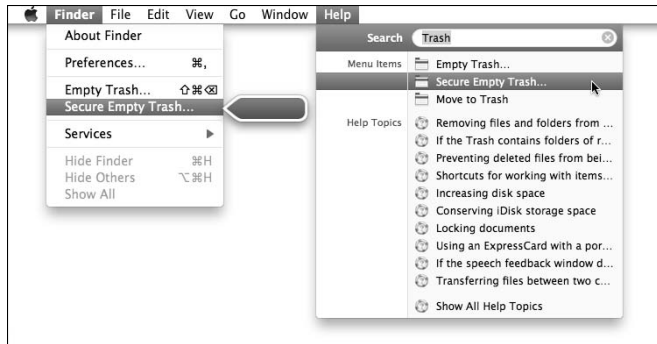 Finder File Edit View Go Window Help
About Finder
Preferences... ⌘,
Empty Trash... ⇧⌘⌫
Secure Empty Trash...
Services ▶
Hide Finder ⌘H
Hide Others ⌥⌘H
Show All
Search Trash
Menu Items Empty Trash...
Secure Empty Trash...
Move to Trash
Help Topics Removing files and folders from ...
If the Trash contains folders of r...
Preventing deleted files from bei...
Shortcuts for working with items...
Increasing disk space
Conserving iDisk storage space
Locking documents
Using an ExpressCard with a por...
If the speech feedback window d...
Transferring files between two c...
Show All Help Topics